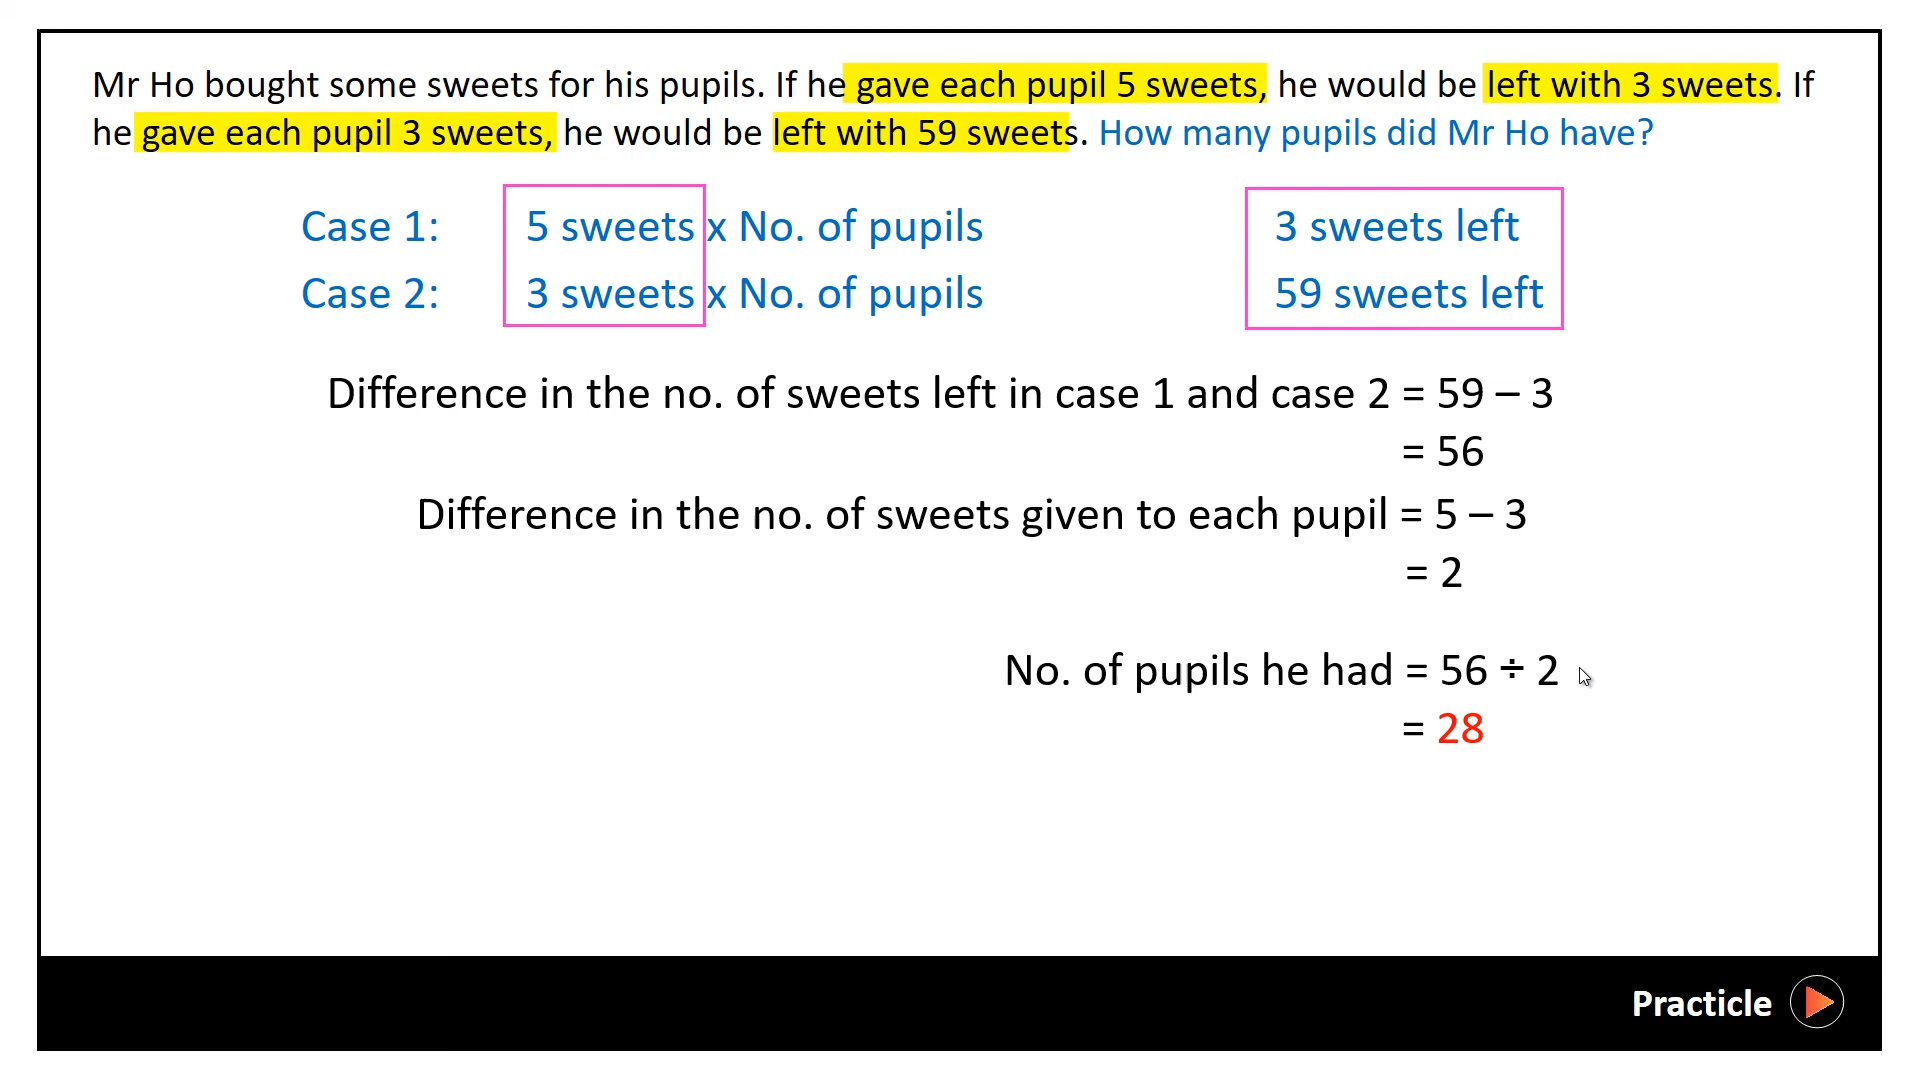 Mr Ho bought some sweets for his pupils. If he gave each pupil 5 sweets, he would be left with 3 sweets. If
he gave each pupil 3 sweets, he would be left with 59 sweets. How many pupils did Mr Ho have?
Case 1: 5 sweets x No. of pupils 3 sweets left
Case 2: 3 sweets x No. of pupils 59 sweets left
Difference in the no. of sweets left in case 1 and case 2 = 59 – 3
= 56
Difference in the no. of sweets given to each pupil = 5 – 3
= 2
No. of pupils he had = 56 ÷ 2
= 28
Practicle